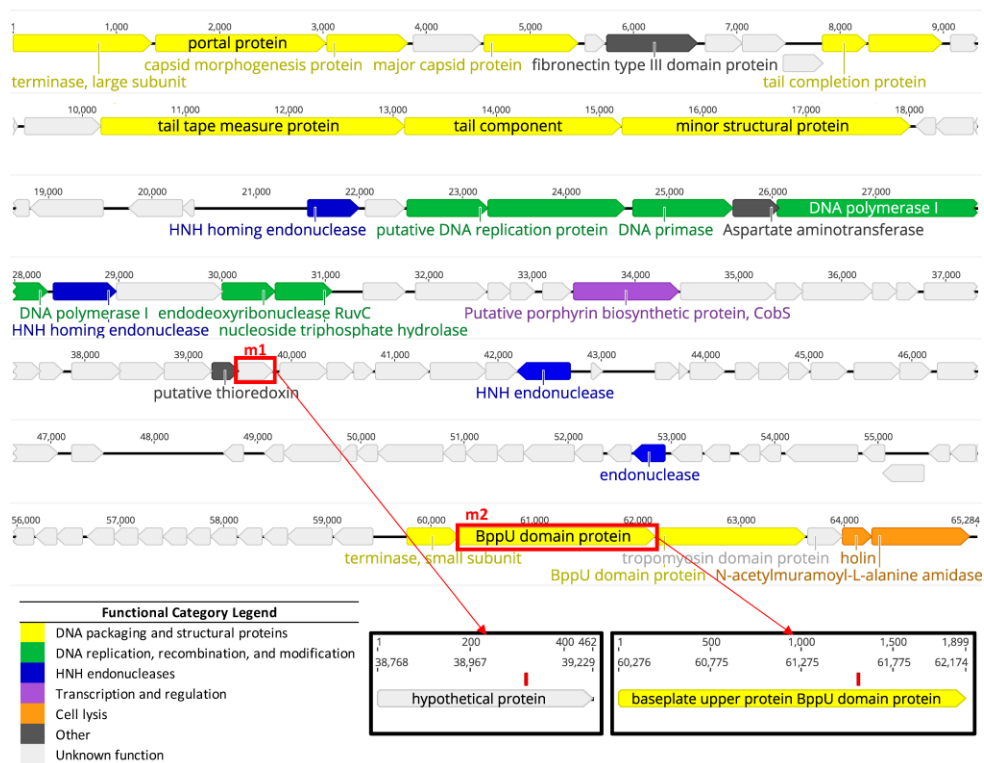 1 1,000 2,000 3,000 4,000 5,000 6,000 7,000 8,000 9,000
portal protein
capsid morphogenesis protein major capsid protein fibronectin type III domain protein
terminase, large subunit tail completion protein
10,000 11,000 12,000 13,000 14,000 15,000 16,000 17,000 18,000
tail tape measure protein tail component minor structural protein
19,000 20,000 21,000 22,000 23,000 24,000 25,000 26,000 27,000
DNA polymerase I
HNH homing endonuclease putative DNA replication protein DNA primase Aspartate aminotransferase
28,000 29,000 30,000 31,000 32,000 33,000 34,000 35,000 36,000 37,000
DNA polymerase I endodeoxyribonuclease RuvC Putative porphyrin biosynthetic protein, CobS
HNH homing endonuclease nucleoside triphosphate hydrolase
m1
38,000 39,000 40,000 41,000 42,000 43,000 44,000 45,000 46,000
putative thioredoxin HNH endonuclease
47,000 48,000 49,000 50,000 51,000 52,000 53,000 54,000 55,000
endonuclease
m2
56,000 57,000 58,000 59,000 60,000 61,000 62,000 63,000 64,000 65,284
BppU domain protein
terminase, small subunit tropomyosin domain protein holin
BppU domain protein N-acetylmuramoyl-L-alanine amidase
Functional Category Legend
DNA packaging and structural proteins
DNA replication, recombination, and modification
HNH endonucleases
Transcription and regulation
Cell lysis
Other
Unknown function
1 200 400 462
38,768 38,967 39,229
hypothetical protein
1 500 1,000 1,500 1,899
60,276 60,775 61,275 61,775 62,174
baseplate upper protein BppU domain protein